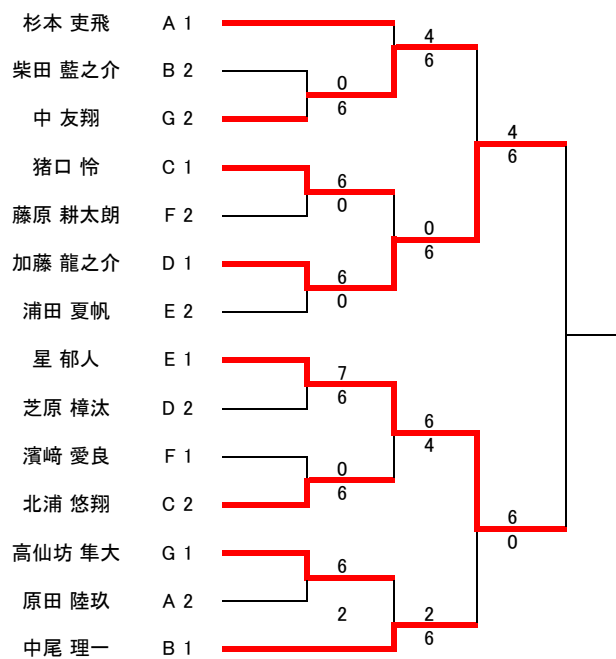 杉本 吏飛 A 1
4
柴田 藍之介 B 2
6
0
中 友翔 G 2
6
4
猪口 怜 C 1
6
6
藤原 耕太朗 F 2
0
0
加藤 龍之介 D 1
6
6
浦田 夏帆 E 2
0
星 郁人 E 1
7
芝原 樟汰 D 2
6
6
濱﨑 愛良 F 1
4
0
北浦 悠翔 C 2
6
6
高仙坊 隼大 G 1
0
6
原田 陸玖 A 2
2
2
中尾 理一 B 1
6